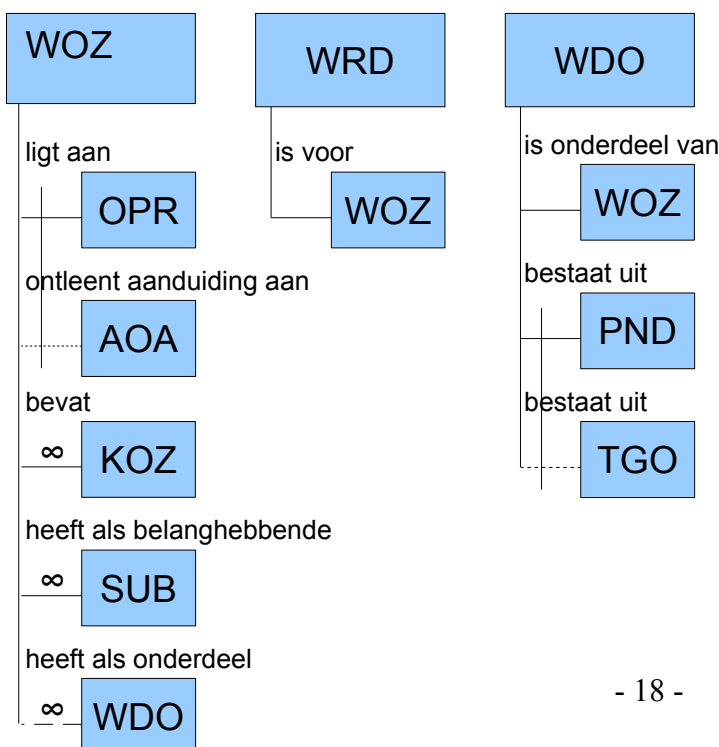 WOZ
ligt aan
OPR
ontleent aanduiding aan
AOA
bevat
∞ KOZ
heeft als belanghebbende
∞ SUB
heeft als onderdeel
∞ WDO
WRD
is voor
WOZ
WDO
is onderdeel van
WOZ
bestaat uit
PND
bestaat uit
TGO
- 18 -